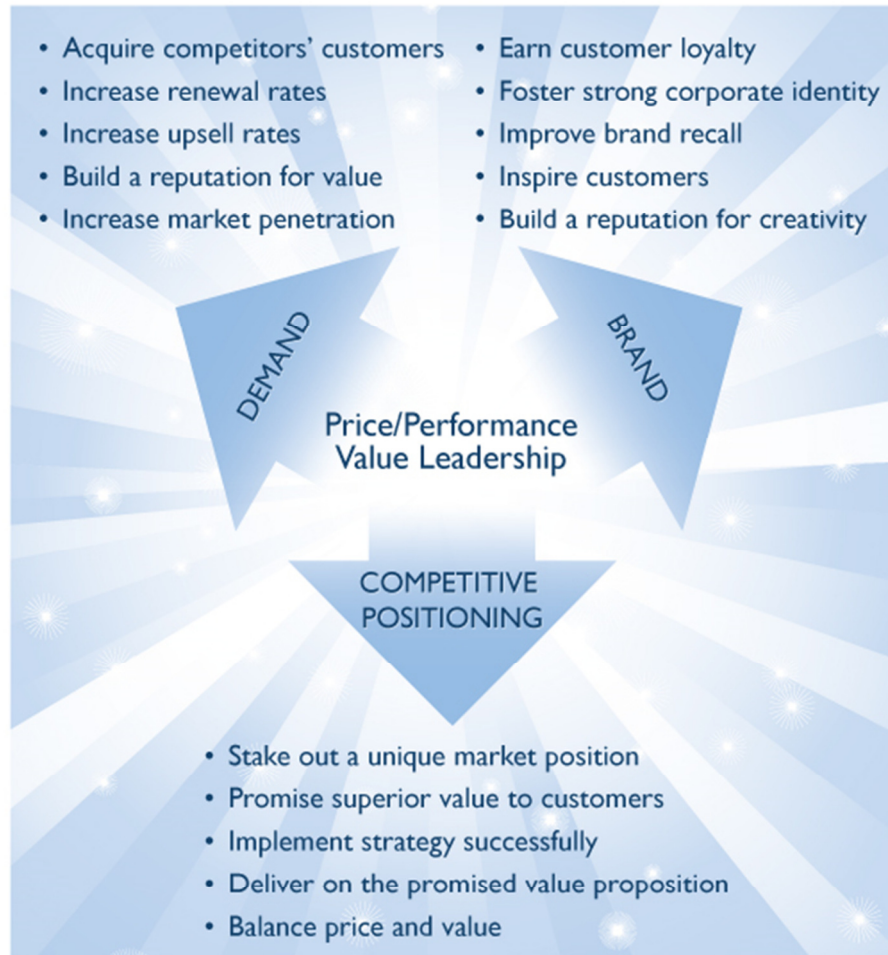 • Acquire competitors' customers
• Increase renewal rates
• Increase upsell rates
• Build a reputation for value
• Increase market penetration
• Earn customer loyalty
• Foster strong corporate identity
• Improve brand recall
• Inspire customers
• Build a reputation for creativity
DEMAND
BRAND
Price/Performance
Value Leadership
COMPETITIVE
POSITIONING
• Stake out a unique market position
• Promise superior value to customers
• Implement strategy successfully
• Deliver on the promised value proposition
• Balance price and value